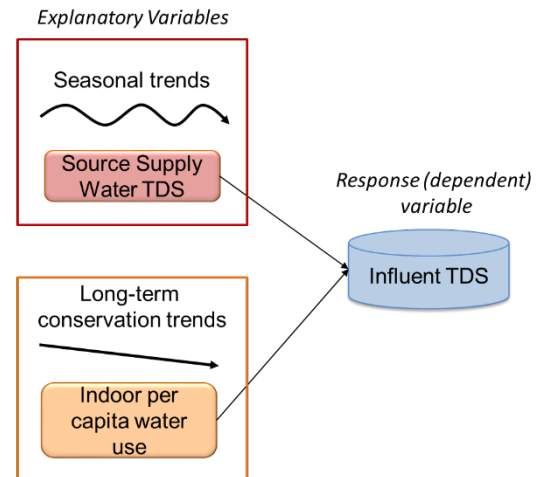 Explanatory Variables
Seasonal trends
Source Supply
Water TDS
Response (dependent)
variable
Influent TDS
Long-term
conservation trends
Indoor per
capita water
use